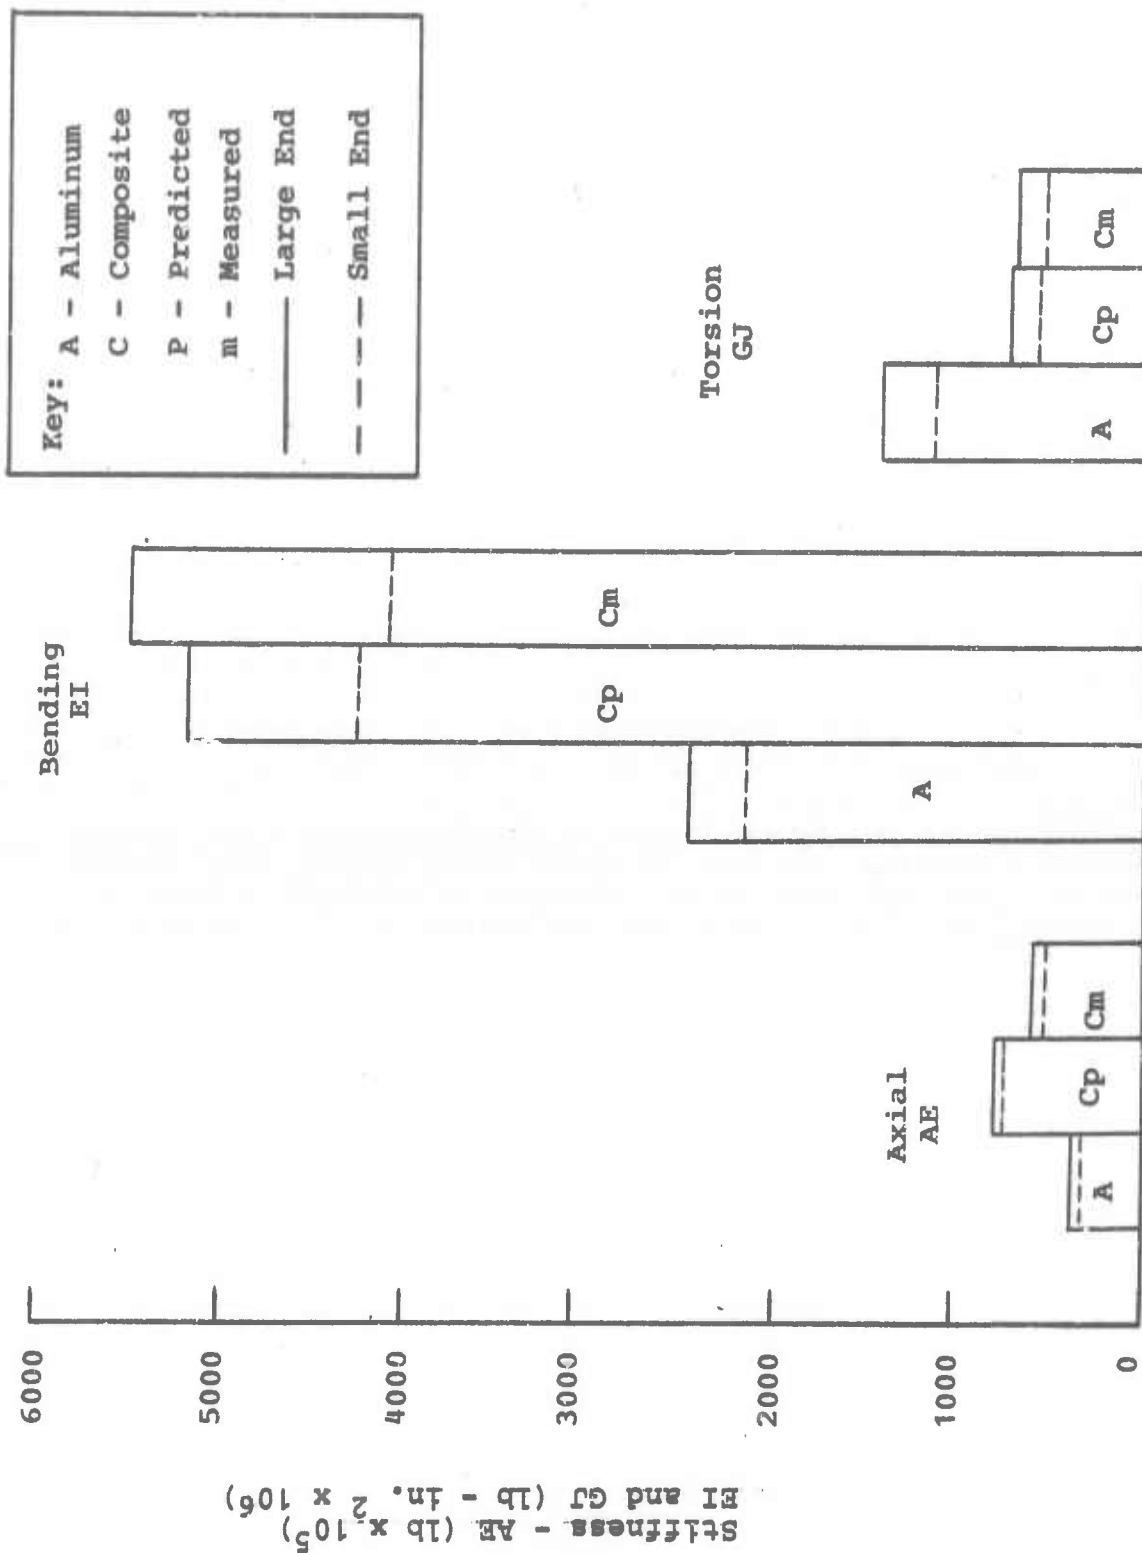 Key: A - Aluminum
C - Composite
P - Predicted
m - Measured
Large End
Small End
Bending
EI
Torsion
GJ
Axial
AE
6000
5000
4000
3000
2000
1000
0
Stiffness - AE (lb x 10⁵)
EI and GJ (lb - in.² x 10⁶)
A
Cp
Cm
A
Cp
Cm
A
Cp
Cm